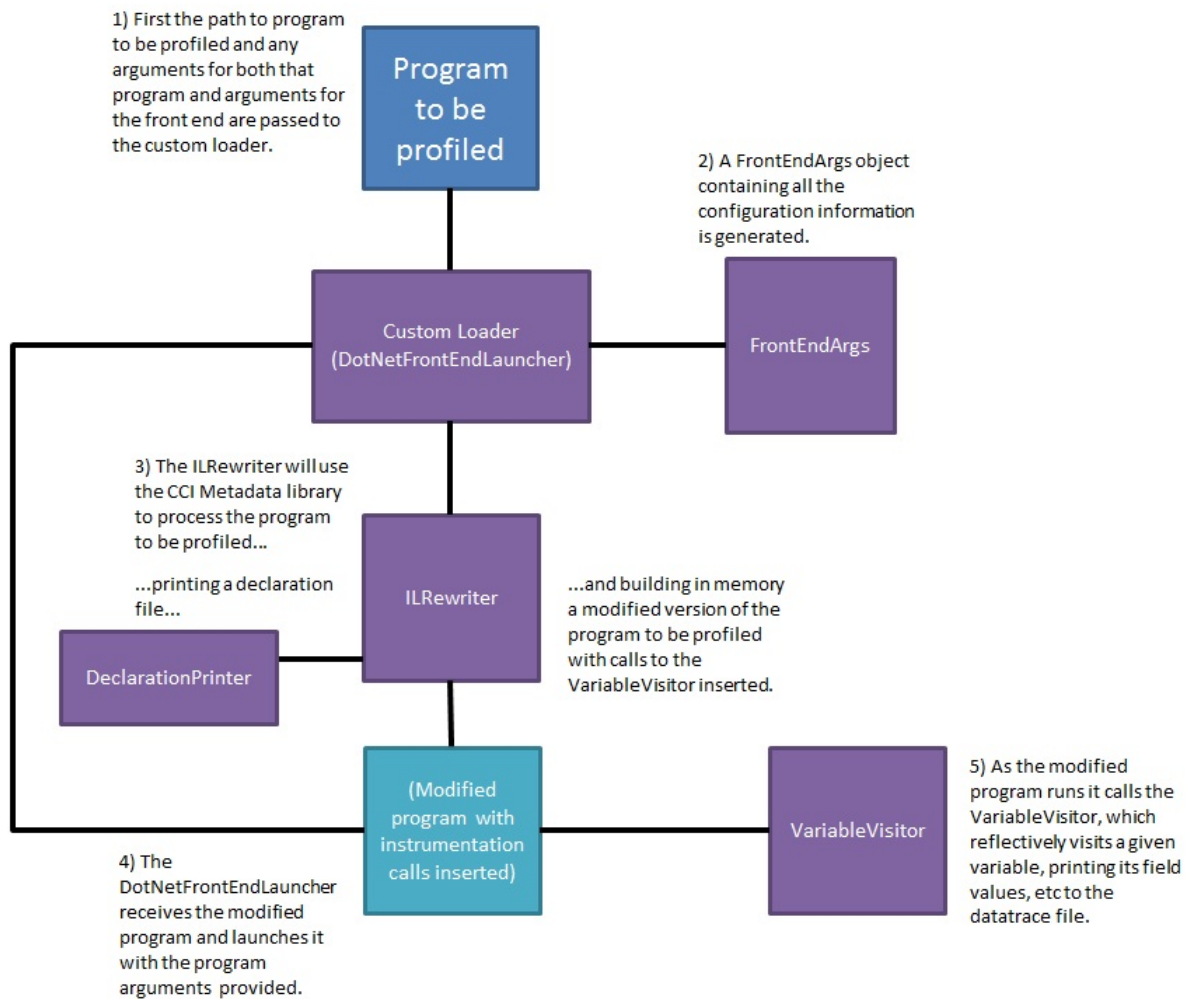 1) First the path to program
to be profiled and any
arguments for both that
program and arguments for
the front end are passed to
the custom loader.
Program
to be
profiled
2) A FrontEndArgs object
containing all the
configuration information
is generated.
Custom Loader
(DotNetFrontEndLauncher)
FrontEndArgs
3) The ILRewriter will use
the CCI Metadata library
to process the program
to be profiled...
...printing a declaration
file...
ILRewriter
...and building in memory
a modified version of the
program to be profiled
with calls to the
VariableVisitor inserted.
DeclarationPrinter
(Modified
program with
instrumentation
calls inserted)
VariableVisitor
5) As the modified
program runs it calls the
VariableVisitor, which
reflectively visits a given
variable, printing its field
values, etc to the
datatrace file.
4) The
DotNetFrontEndLauncher
receives the modified
program and launches it
with the program
arguments provided.